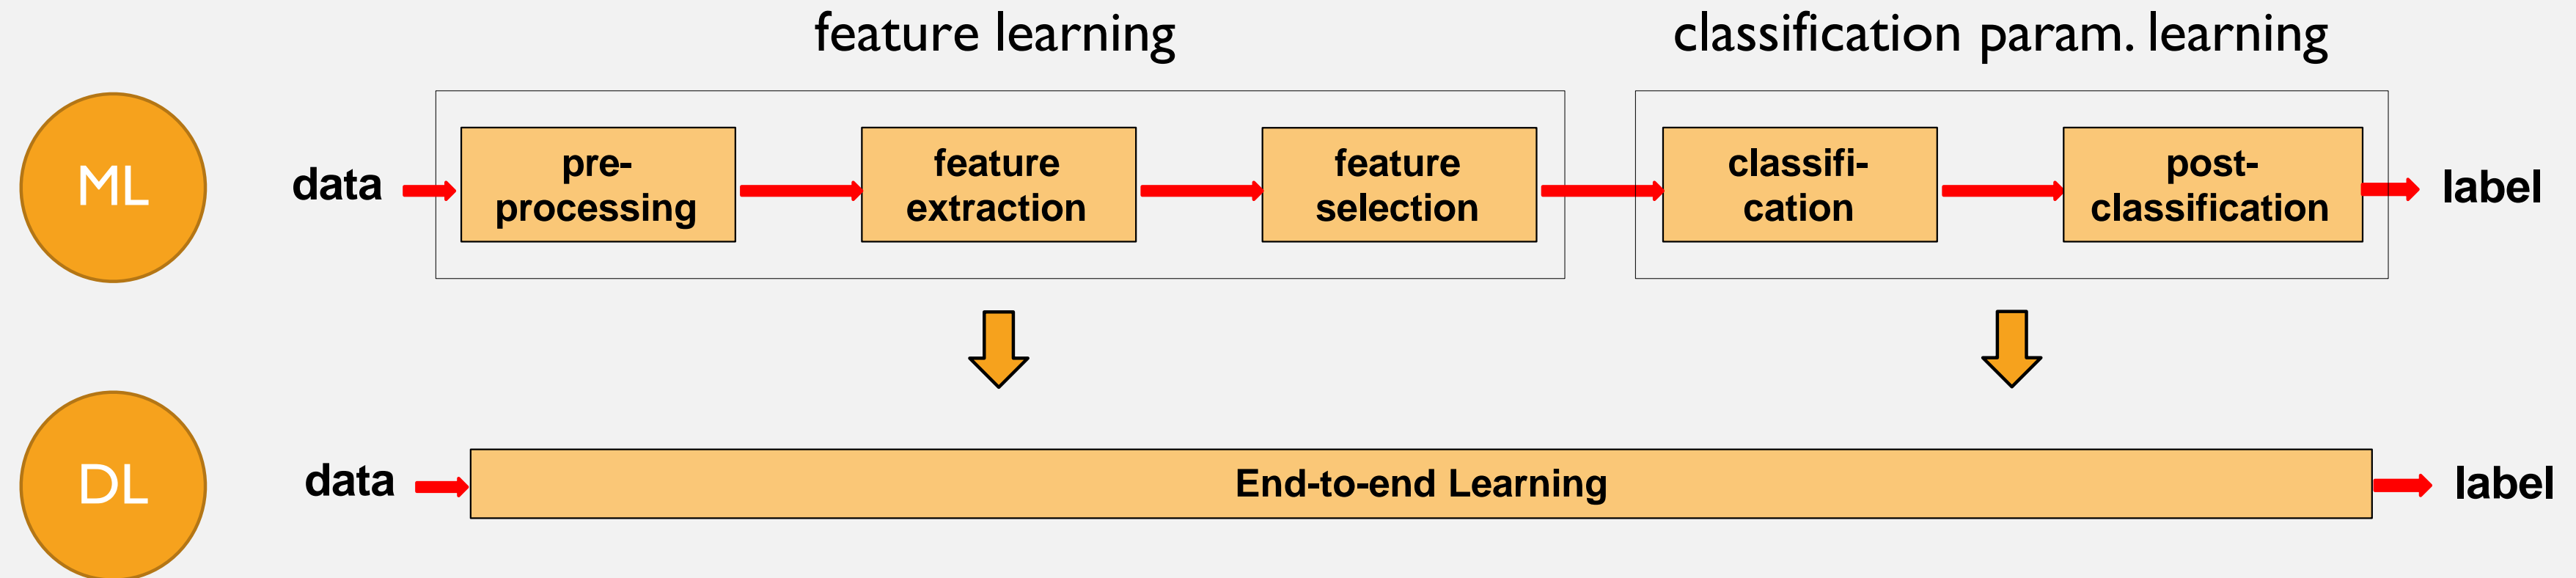 feature learning
classification param. learning
ML
data
pre-
processing
feature
extraction
feature
selection
classifi-
cation
post-
classification
label
DL
data
End-to-end Learning
label